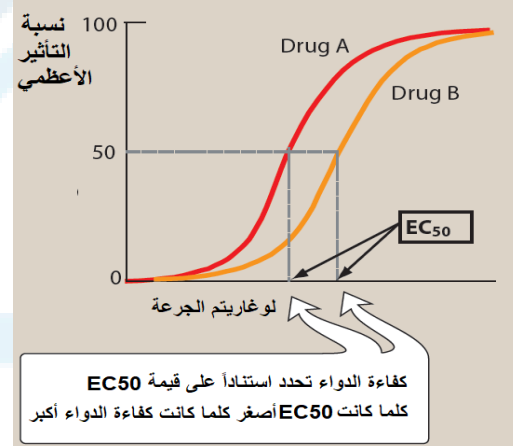 نسبة
التأثير
الأعظمي
100
50
0
Drug A
Drug B
EC50
لوغاريتم الجرعة
كفاءة الدواء تحدد استناداً على قيمة EC50
كلما كانت EC50 أصغر كلما كانت كفاءة الدواء أكبر